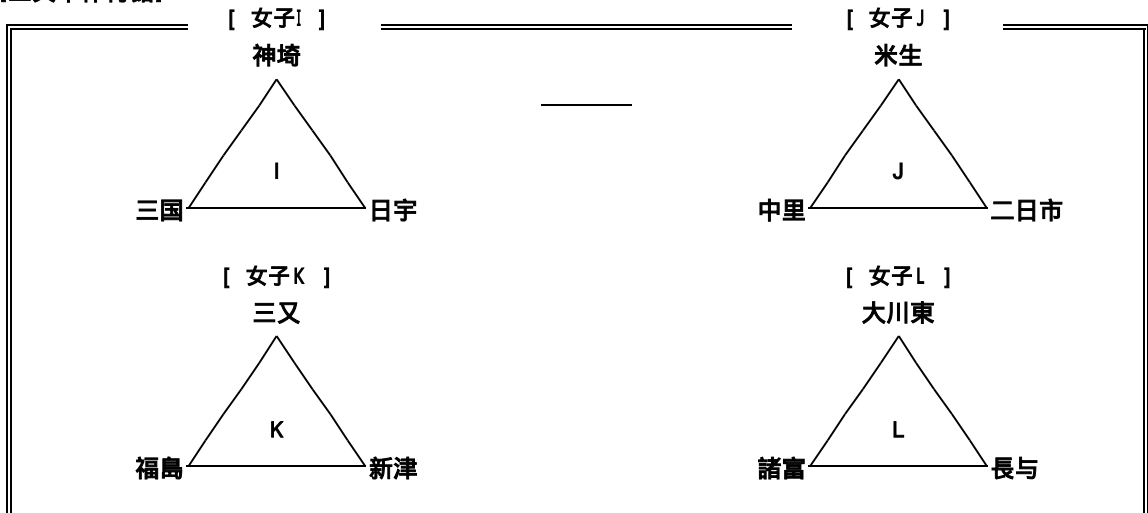 [ 女子I ]
神埼
I
三国
日宇
[ 女子J ]
米生
J
中里
二日市
[ 女子K ]
三又
K
福島
新津
[ 女子L ]
大川東
L
諸富
長与